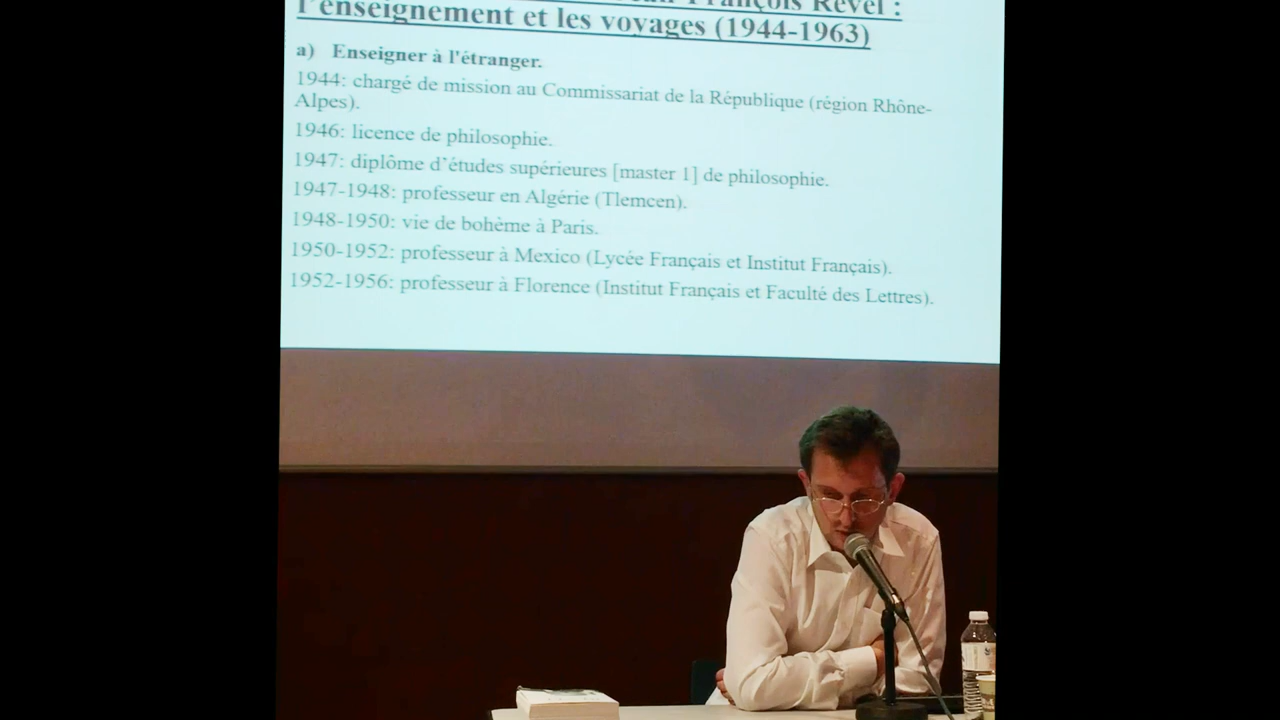 François Revel :
l'enseignement et les voyages (1944-1963)
a) Enseigner à l'étranger.
1944: chargé de mission au Commissariat de la République (région Rhône-
Alpes).
1946: licence de philosophie.
1947: diplôme d’études supérieures [master 1] de philosophie.
1947-1948: professeur en Algérie (Tlemcen).
1948-1950: vie de bohème à Paris.
1950-1952: professeur à Mexico (Lycée Français et Institut Français).
1952-1956: professeur à Florence (Institut Français et Faculté des Lettres).